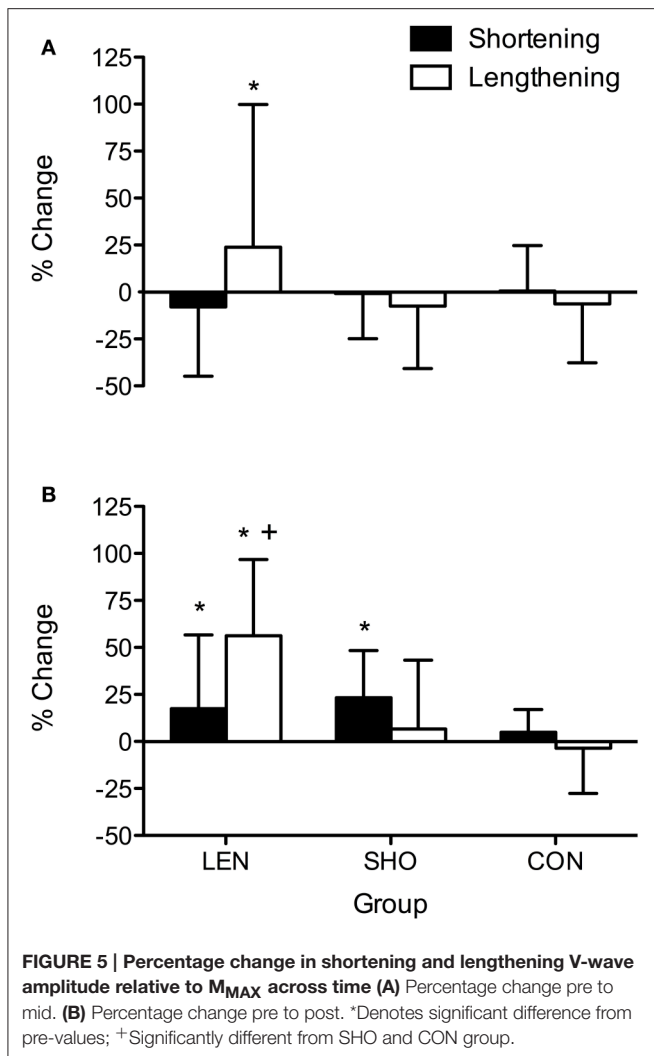 A
Shortening
Lengthening
125
100
75
50
25
0
-25
-50
% Change
*
B
125
100
75
50
25
0
-25
-50
% Change
*
* +
*
LEN SHO CON
Group
FIGURE 5 | Percentage change in shortening and lengthening V-wave
amplitude relative to MMAX across time (A) Percentage change pre to
mid. (B) Percentage change pre to post. *Denotes significant difference from
pre-values; +Significantly different from SHO and CON group.